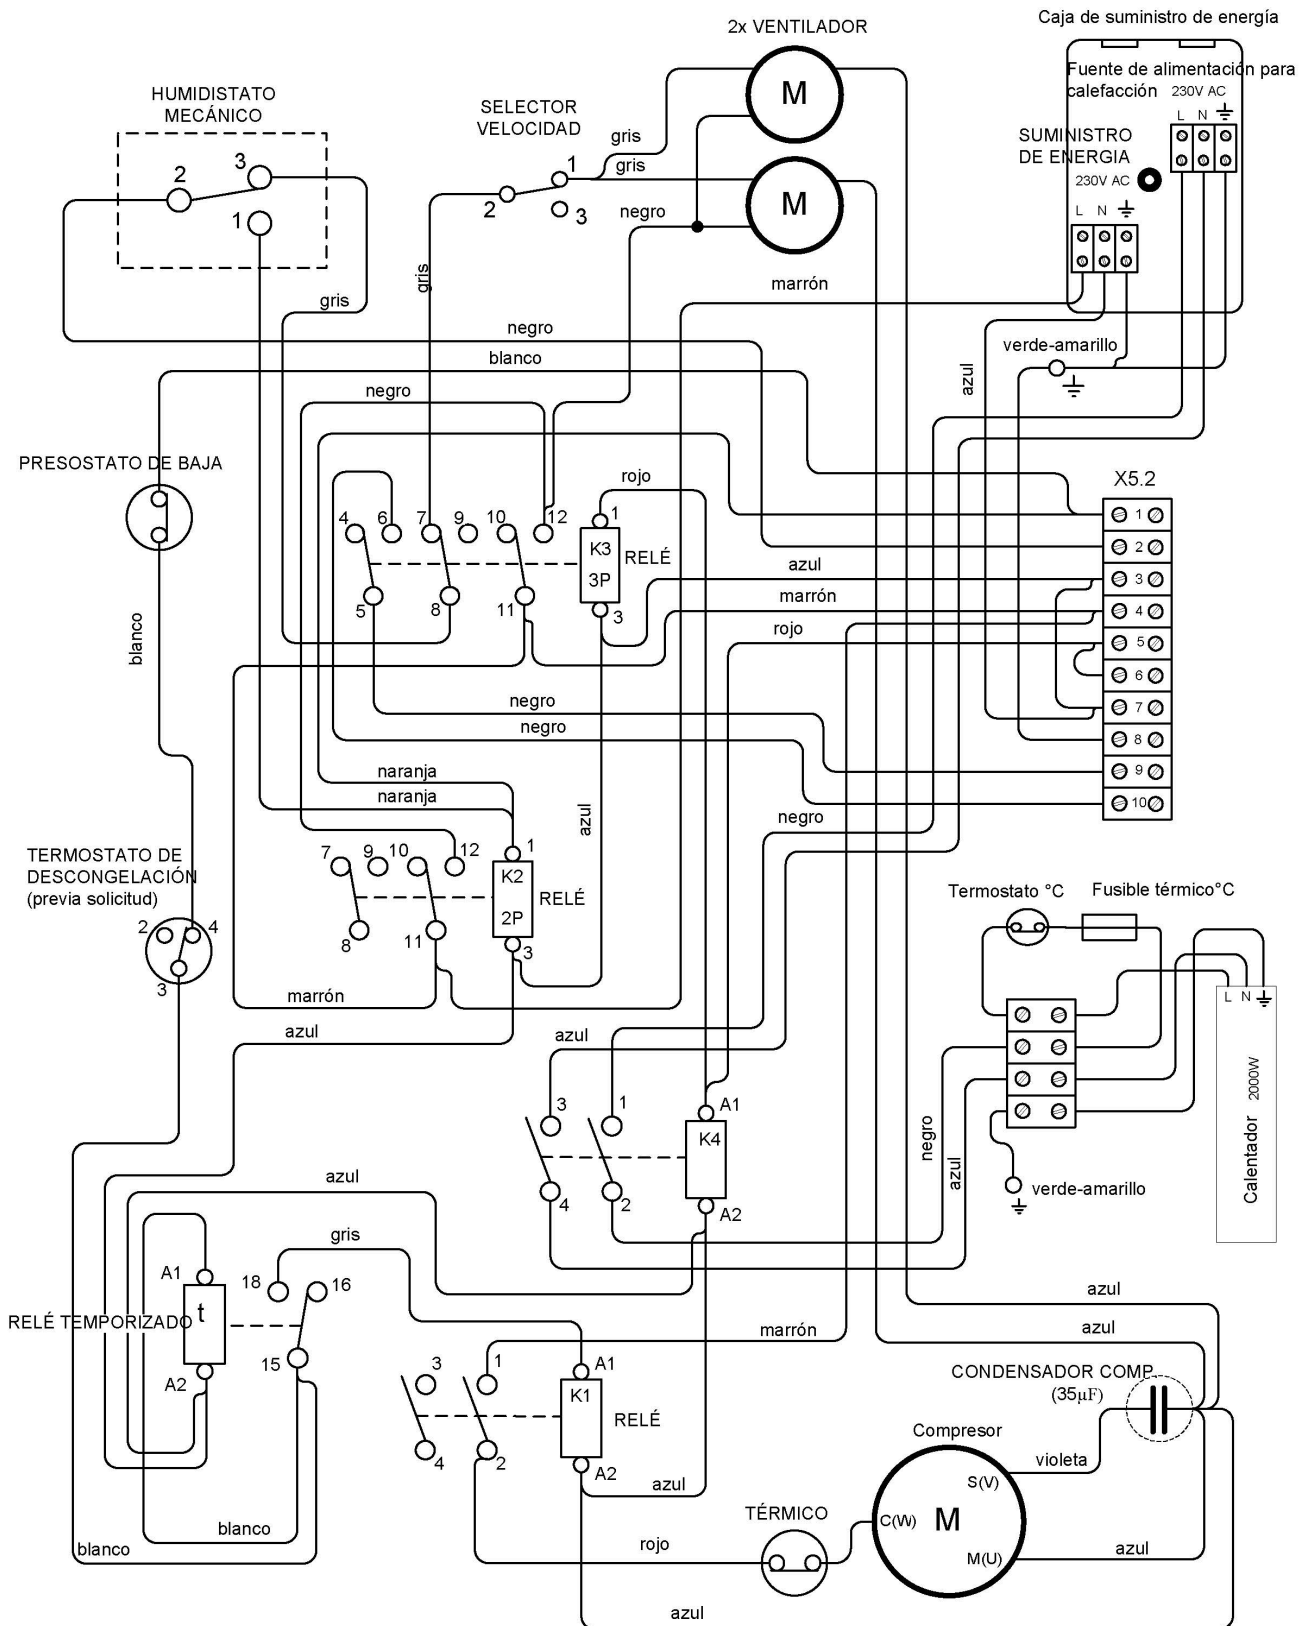 Caja de suministro de energía
2x VENTILADOR
M
M
Fuente de alimentación para
calefacción 230V AC
L N
SUMINISTRO
DE ENERGIA
230V AC
L N
HUMIDISTATO
MECÁNICO
2
3
1
SELECTOR
VELOCIDAD
1
2
3
gris
gris
negro
gris
gris
marrón
negro
verde-amarillo
blanco
azul
negro
PRESOSTATO DE BAJA
rojo
X5.2
1
2
3
4
5
6
7
8
9
10
4
6
7
9
10
12
1
K3
3P
RELÉ
5
8
11
3
azul
marrón
rojo
blanco
negro
negro
naranja
naranja
azul
negro
TERMOSTATO DE
DESCONGELACIÓN
(previa solicitud)
7
9
10
12
1
K2
2P
RELÉ
8
11
3
2
4
3
Termostato °C
Fusible térmico°C
L N
Calentador 2000W
marrón
azul
azul
3
1
A1
K4
4
2
A2
negro
azul
verde-amarillo
azul
gris
A1
18
16
RELÉ TEMPORIZADO
t
15
A2
azul
marrón
azul
3
1
A1
K1
RELÉ
4
2
A2
azul
CONDENSADOR COMP.
(35µF)
Compresor
violeta
S(V)
C(W)
M
M(U)
TÉRMICO
blanco
blanco
rojo
azul
azul